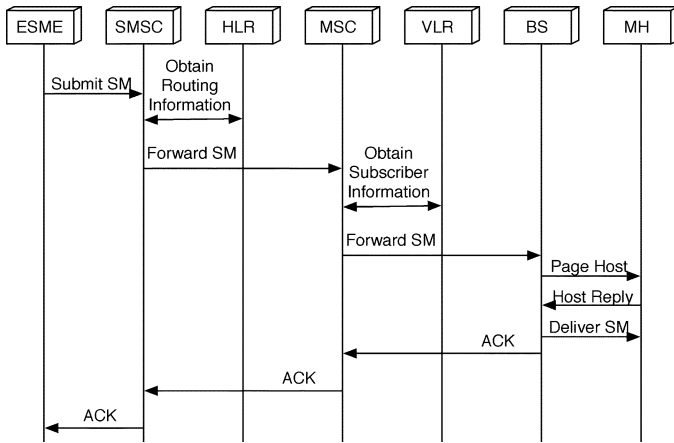 ESME
SMSC
HLR
MSC
VLR
BS
MH
Submit SM
Obtain
Routing
Information
Forward SM
Obtain
Subscriber
Information
Forward SM
Page Host
Host Reply
Deliver SM
ACK
ACK
ACK